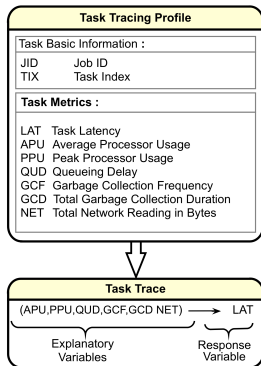 Task Tracing Profile
Task Basic Information :
JID Job ID
TIX Task Index
Task Metrics :
LAT Task Latency
APU Average Processor Usage
PPU Peak Processor Usage
QUD Queueing Delay
GCF Garbage Collection Frequency
GCD Total Garbage Collection Duration
NET Total Network Reading in Bytes
Task Trace
(APU,PPU,QUD,GCF,GCD NET) LAT
Explanatory Variables
Response Variable